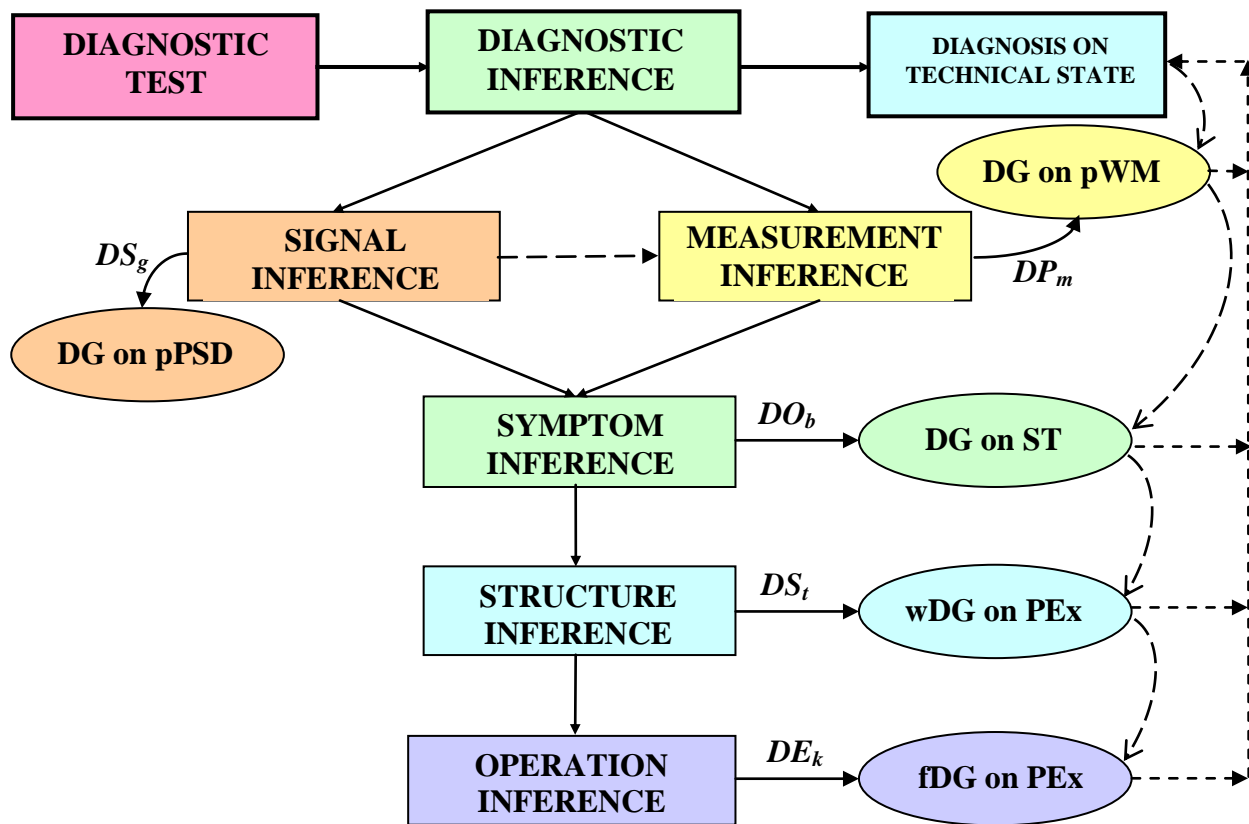 DIAGNOSTIC
TEST
DIAGNOSTIC
INFERENCE
DIAGNOSIS ON
TECHNICAL STATE
DG on pWM
SIGNAL
INFERENCE
MEASUREMENT
INFERENCE
DSg
DPm
DG on pPSD
SYMPTOM
INFERENCE
DOb
DG on ST
STRUCTURE
INFERENCE
DSt
wDG on PEx
OPERATION
INFERENCE
DEk
fDG on PEx